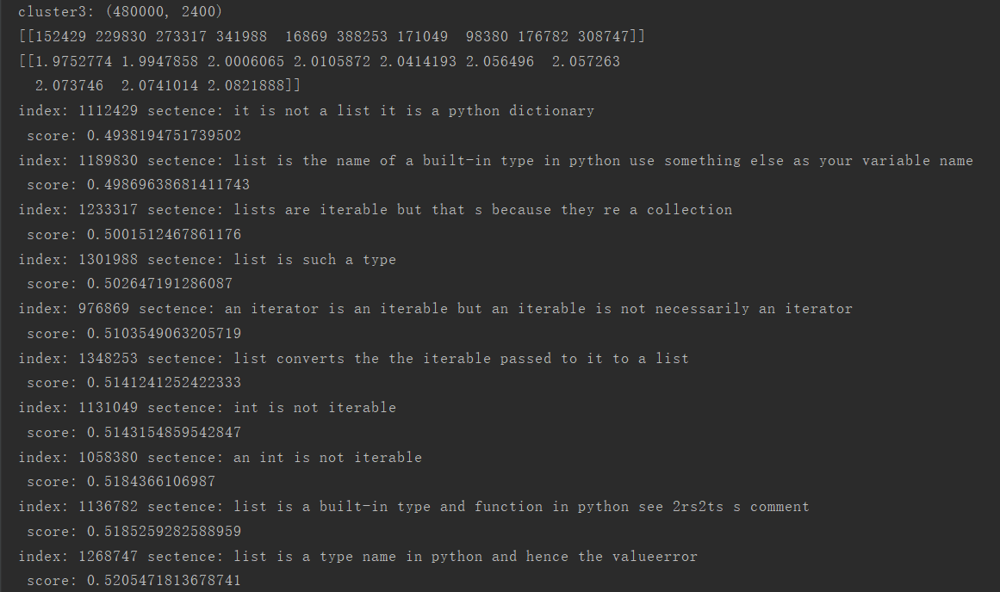 cluster3: (480000, 2400)
[[152429 229830 273317 341988  16869 388253 171049  98380 176782 308747]]
[[1.9752774 1.9947858 2.0006065 2.0105872 2.0414193 2.056496  2.057263
  2.073746  2.0741014 2.0821888]]
index: 1112429 sectence: it is not a list it is a python dictionary
 score: 0.4938194751739502
index: 1189830 sectence: list is the name of a built-in type in python use something else as your variable name
 score: 0.49869638681411743
index: 1233317 sectence: lists are iterable but that s because they re a collection
 score: 0.5001512467861176
index: 1301988 sectence: list is such a type
 score: 0.502647191286087
index: 976869 sectence: an iterator is an iterable but an iterable is not necessarily an iterator
 score: 0.5103549063205719
index: 1348253 sectence: list converts the the iterable passed to it to a list
 score: 0.5141241252422333
index: 1131049 sectence: int is not iterable
 score: 0.5143154859542847
index: 1058380 sectence: an int is not iterable
 score: 0.5184366106987
index: 1136782 sectence: list is a built-in type and function in python see 2rs2ts s comment
 score: 0.5185259282588959
index: 1268747 sectence: list is a type name in python and hence the valueerror
 score: 0.5205471813678741